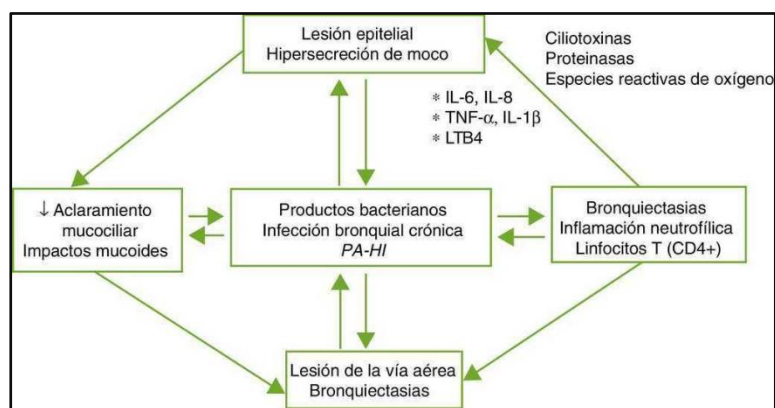 Lesión epitelial
Hipersecreción de moco
Ciliotoxinas
Proteinasas
Especies reactivas de oxígeno
* IL-6, IL-8
* TNF-α, IL-1β
* LTB4
↓ Aclaramiento
mucociliar
Impactos mucoides
Productos bacterianos
Infección bronquial crónica
PA-HI
Bronquiectasias
Inflamación neutrofílica
Linfocitos T (CD4+)
Lesión de la vía aérea
Bronquiectasias